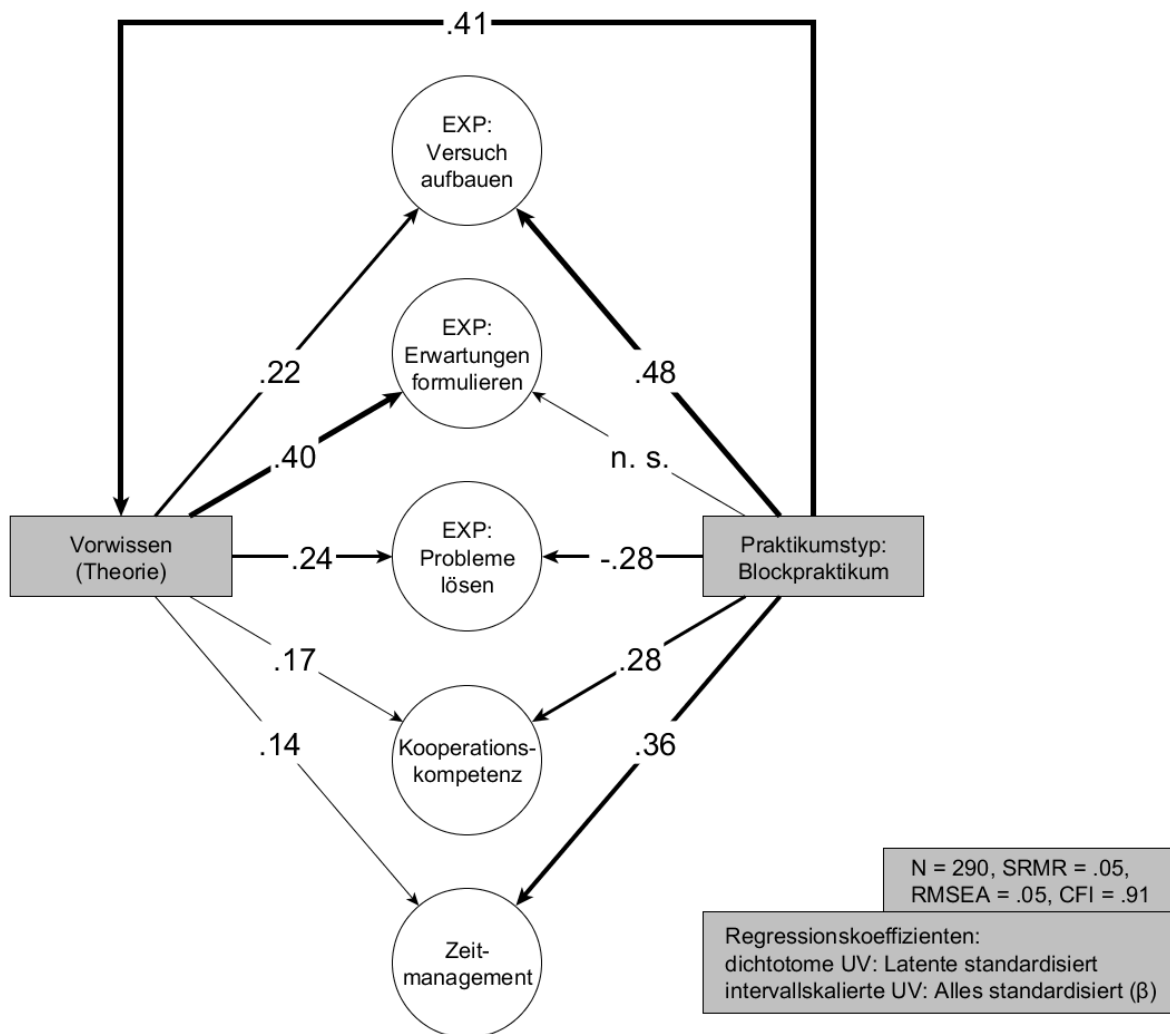 .41
EXP:
Versuch
aufbauen
EXP:
Erwartungen
formulieren
.22
.48
.40
n. s.
Vorwissen
(Theorie)
.24
EXP:
Probleme
lösen
-.28
Praktikumstyp:
Blockpraktikum
.17
.28
Kooperations-
kompetenz
.14
.36
Zeit-
management
N = 290, SRMR = .05,
RMSEA = .05, CFI = .91
Regressionskoeffizienten:
dichtotome UV: Latente standardisiert
intervallskalierte UV: Alles standardisiert (β)